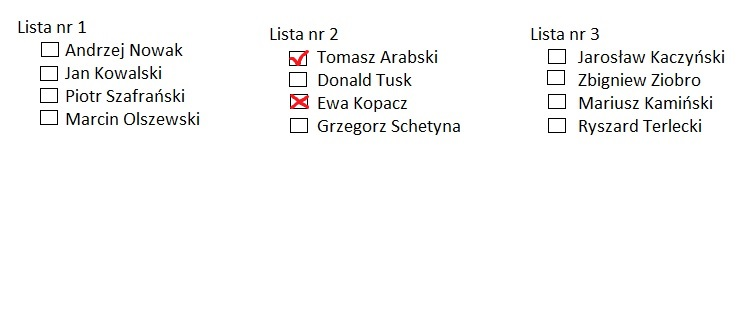 Lista nr 1
Andrzej Nowak
Jan Kowalski
Piotr Szafrański
Marcin Olszewski
Lista nr 2
Tomasz Arabski
Donald Tusk
Ewa Kopacz
Grzegorz Schetyna
Lista nr 3
Jarosław Kaczyński
Zbigniew Ziobro
Mariusz Kamiński
Ryszard Terlecki